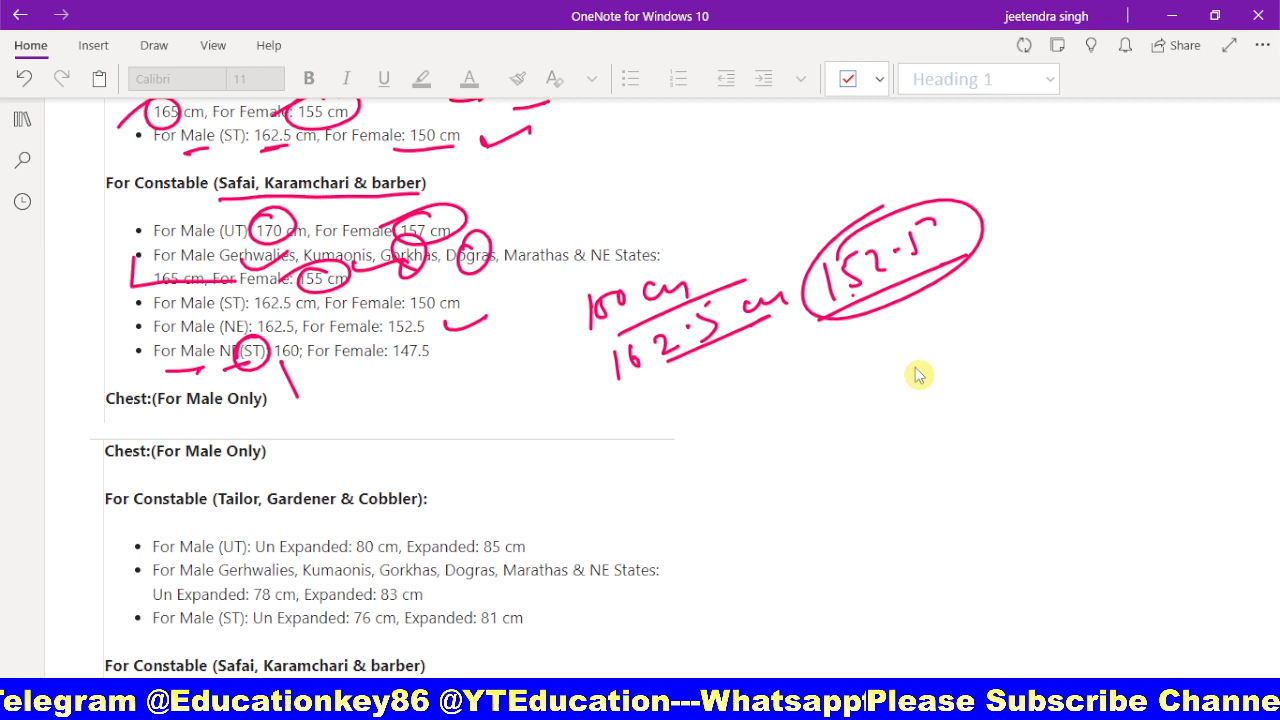 OneNote for Windows 10
jeetendra singh
Home Insert Draw View Help
Share
Calibri 11 B I U A Heading 1
165 cm, For Female: 155 cm
• For Male (ST): 162.5 cm, For Female: 150 cm
For Constable (Safai, Karamchari & barber)
• For Male (UT): 170 cm, For Female: 157 cm
• For Male Gerhwalies, Kumaonis, Gorkhas, Dogras, Marathas & NE States:
165 cm, For Female: 155 cm
• For Male (ST): 162.5 cm, For Female: 150 cm
• For Male (NE): 162.5, For Female: 152.5
• For Male NE(ST): 160; For Female: 147.5
150 cm
162.5 cm
152.5
Chest:(For Male Only)
Chest:(For Male Only)
For Constable (Tailor, Gardener & Cobbler):
• For Male (UT): Un Expanded: 80 cm, Expanded: 85 cm
• For Male Gerhwalies, Kumaonis, Gorkhas, Dogras, Marathas & NE States:
Un Expanded: 78 cm, Expanded: 83 cm
• For Male (ST): Un Expanded: 76 cm, Expanded: 81 cm
For Constable (Safai, Karamchari & barber)
Telegram @Educationkey86 @YTEducation---Whatsapp Please Subscribe Channe